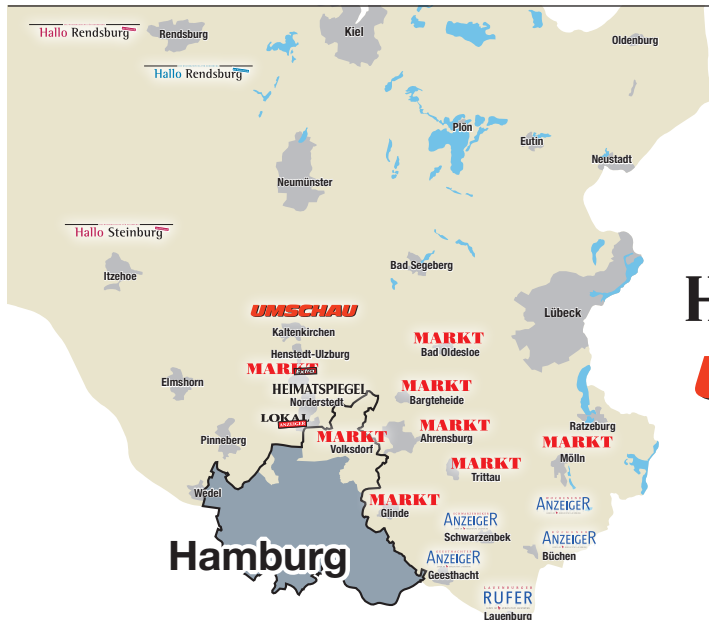 Hallo Rendsburg
Rendsburg
Kiel
Oldenburg
Hallo Rendsburg
Plön
Eutin
Neustadt
Neumünster
Hallo Steinburg
Itzehoe
Bad Segeberg
Lübeck
H
UMSCHAU
Kaltenkirchen
MARKT
Bad Oldesloe
Henstedt-Ulzburg
MARKT
Extra
Elmshorn
HEIMATSPIEGEL
Norderstedt
MARKT
Bargteheide
LOKAL
ANZEIGER
Pinneberg
MARKT
Volksdorf
MARKT
Ahrensburg
Ratzeburg
MARKT
Mölln
MARKT
Trittau
Wedel
MARKT
Glinde
ANZEIGER
Schwarzenbek
ANZEIGER
ANZEIGER
Büchen
Hamburg
ANZEIGER
Geesthacht
LAUENBURGER
RUFER
Lauenburg